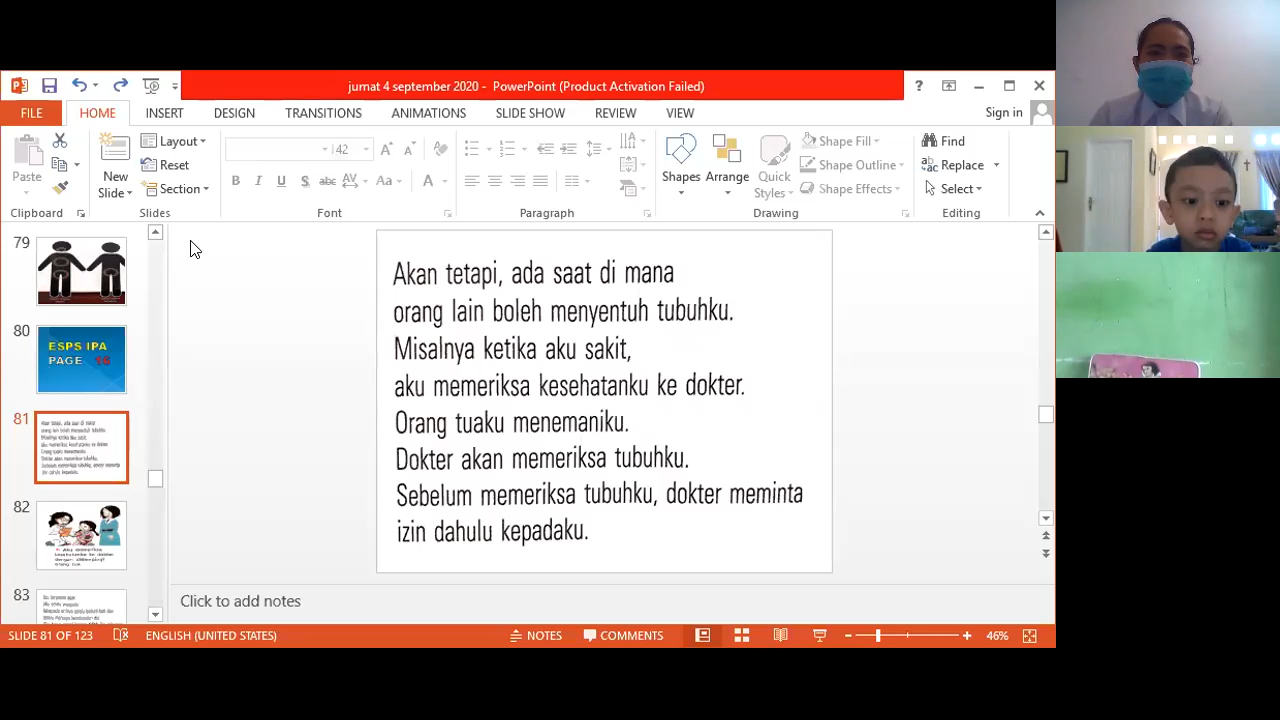 jumat 4 september 2020 - PowerPoint (Product Activation Failed)
FILE HOME INSERT DESIGN TRANSITIONS ANIMATIONS SLIDE SHOW REVIEW VIEW Sign in
Paste
New Slide
Layout
Reset
Section
42
Shapes
Arrange
Quick Styles
Shape Fill
Shape Outline
Shape Effects
Find
Replace
Select
Clipboard Slides Font Paragraph Drawing Editing
79
80
ESPS IPA
PAGE 16
81
82
83
Akan tetapi, ada saat di mana
orang lain boleh menyentuh tubuhku.
Misalnya ketika aku sakit,
aku memeriksa kesehatanku ke dokter.
Orang tuaku menemaniku.
Dokter akan memeriksa tubuhku.
Sebelum memeriksa tubuhku, dokter meminta
izin dahulu kepadaku.
Click to add notes
SLIDE 81 OF 123 ENGLISH (UNITED STATES) NOTES COMMENTS 46%